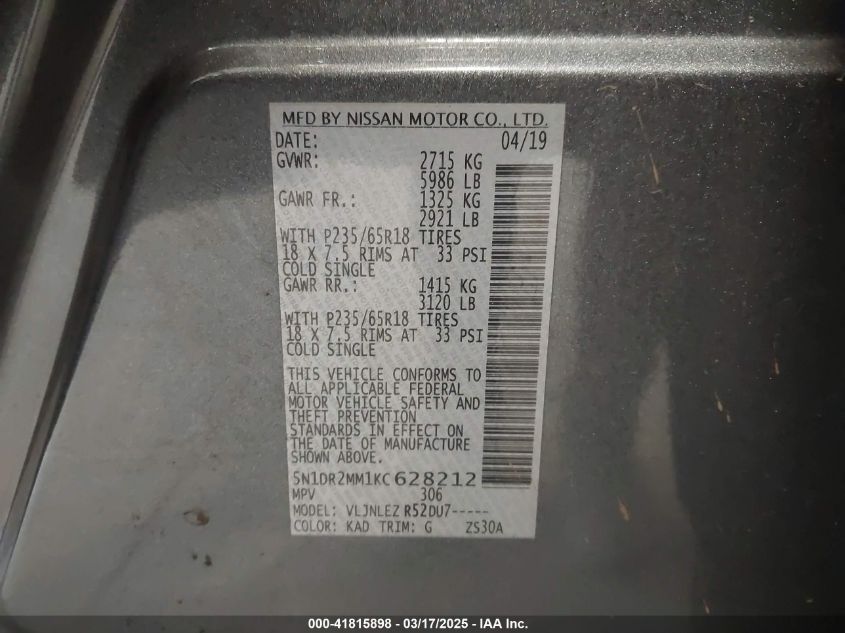 MFD BY NISSAN MOTOR CO., LTD.
DATE: 04/19
GVWR: 2715 KG
5986 LB
GAWR FR.: 1325 KG
2921 LB
WITH P235/65R18 TIRES
18 X 7.5 RIMS AT 33 PSI
COLD SINGLE
GAWR RR.: 1415 KG
3120 LB
WITH P235/65R18 TIRES
18 X 7.5 RIMS AT 33 PSI
COLD SINGLE
THIS VEHICLE CONFORMS TO
ALL APPLICABLE FEDERAL
MOTOR VEHICLE SAFETY AND
THEFT PREVENTION
STANDARDS IN EFFECT ON
THE DATE OF MANUFACTURE
SHOWN ABOVE.
5N1DR2MM1KC628212
MPV 306
MODEL: VLJNLEZ R52DU7-----
COLOR: KAD TRIM: G ZS30A
000-41815898 - 03/17/2025 - IAA Inc.